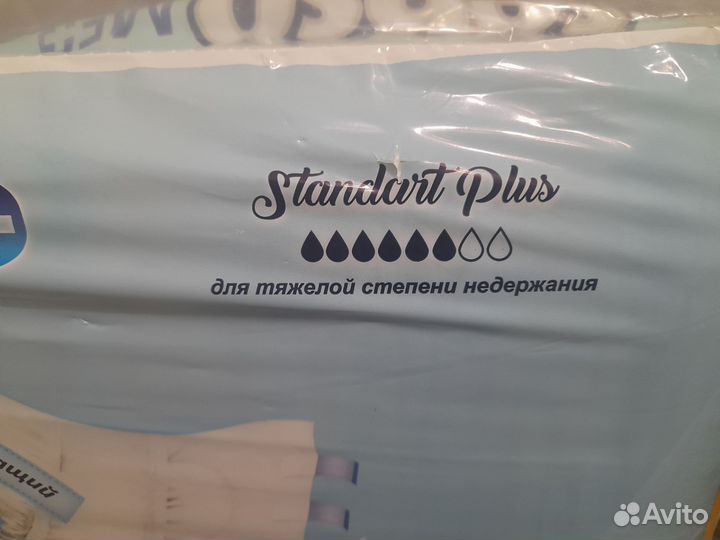 Standart Plus
для тяжелой степени недержания
Avito